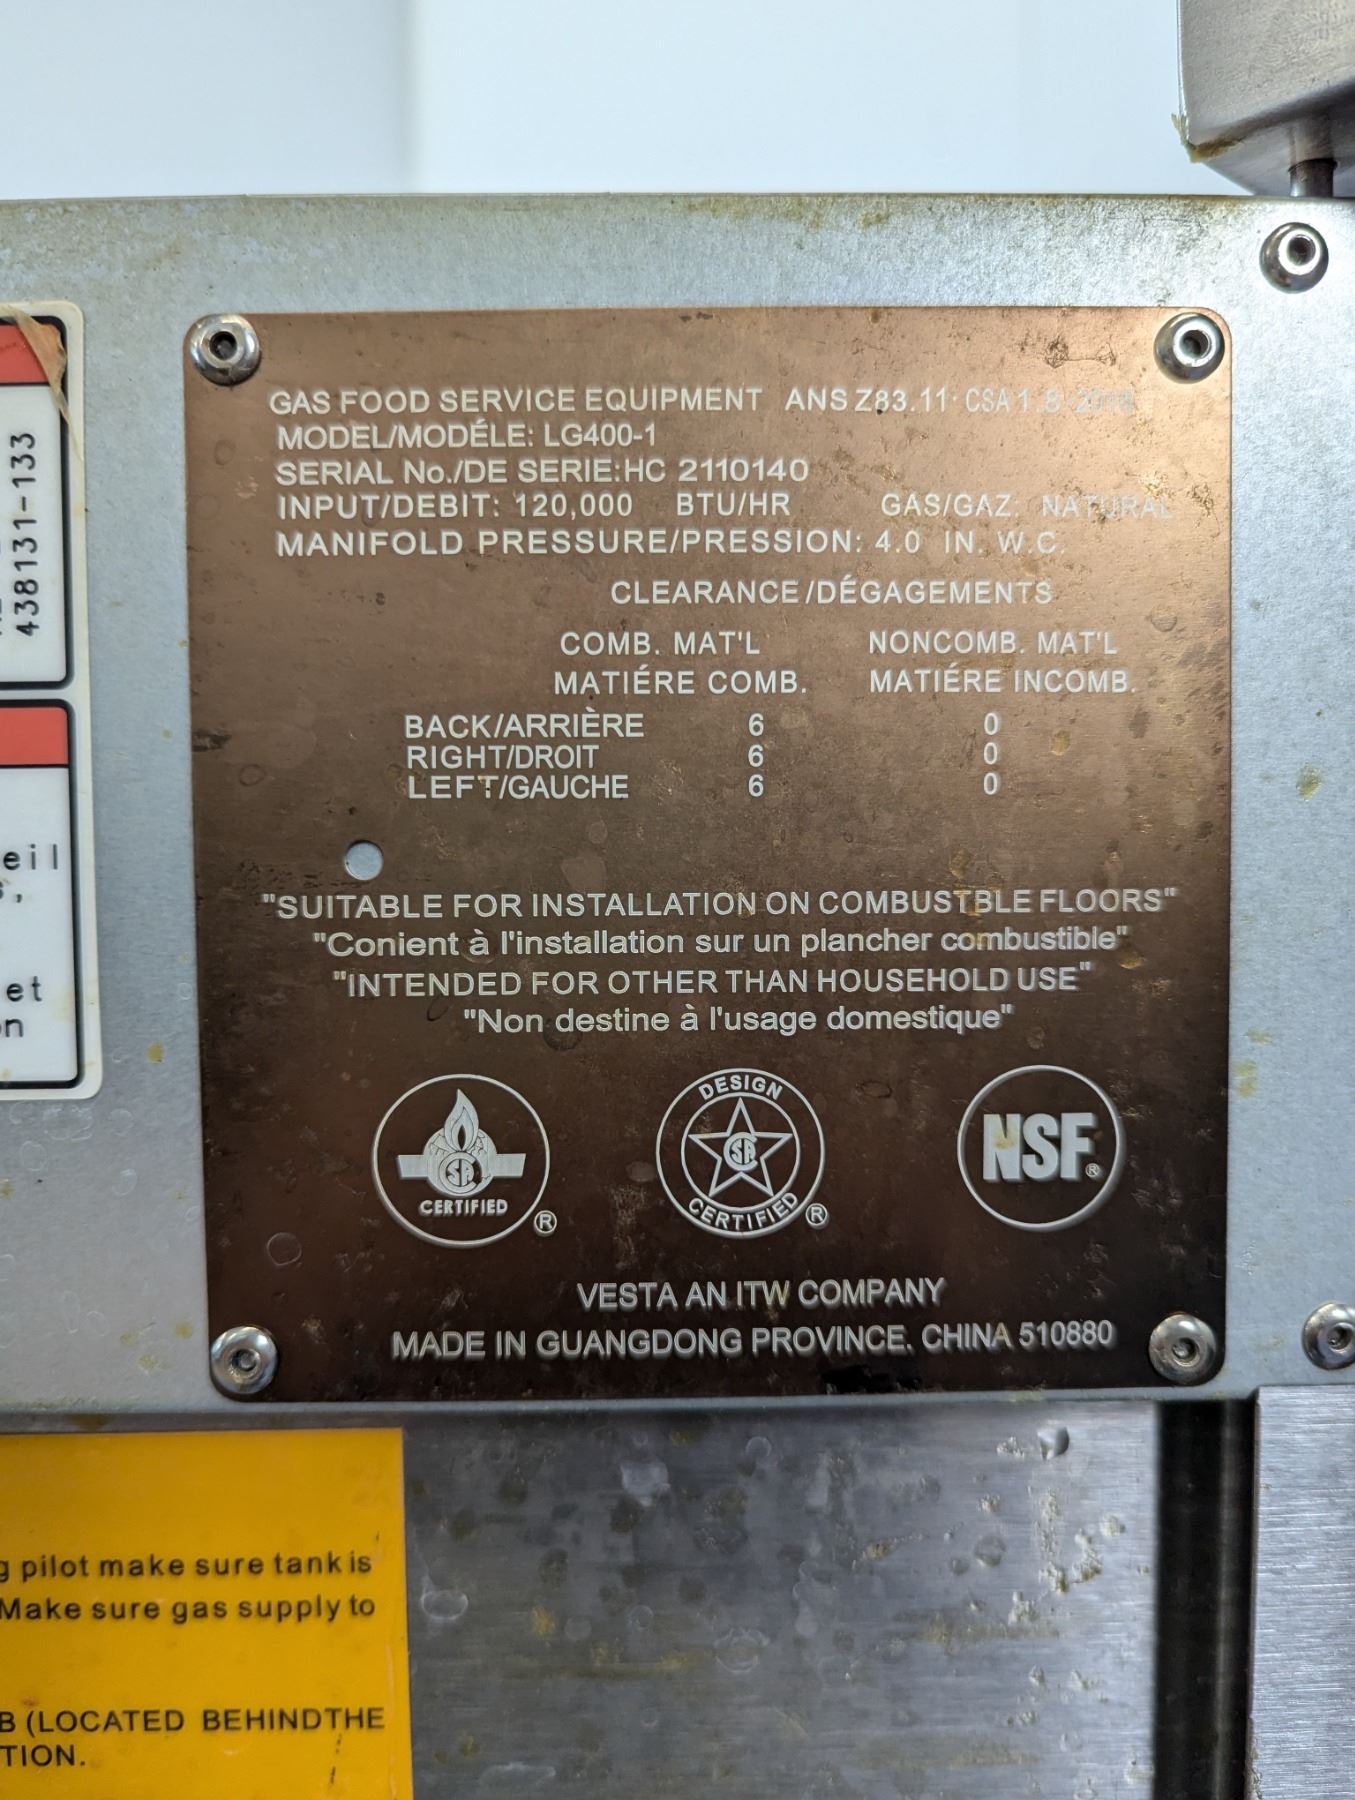 438131-133
eil
et
GAS FOOD SERVICE EQUIPMENT ANS Z83.11· CSA 1.8-2016
MODEL/MODÉLE: LG400-1
SERIAL No./DE SERIE:HC 2110140
INPUT/DEBIT: 120,000 BTU/HR GAS/GAZ: NATURAL
MANIFOLD PRESSURE/PRESSION: 4.0 IN. W.C.
CLEARANCE/DÉGAGEMENTS
COMB. MAT'L NONCOMB. MAT'L
MATIÉRE COMB. MATIÉRE INCOMB.
BACK/ARRIÈRE 6 0
RIGHT/DROIT 6 0
LEFT/GAUCHE 6 0
"SUITABLE FOR INSTALLATION ON COMBUSTBLE FLOORS"
"Conient à l'installation sur un plancher combustible"
"INTENDED FOR OTHER THAN HOUSEHOLD USE"
"Non destine à l'usage domestique"
CSA CERTIFIED ®
DESIGN CSA CERTIFIED ®
NSF®
VESTA AN ITW COMPANY
MADE IN GUANGDONG PROVINCE. CHINA 510880
g pilot make sure tank is
Make sure gas supply to
B (LOCATED BEHINDTHE
TION.